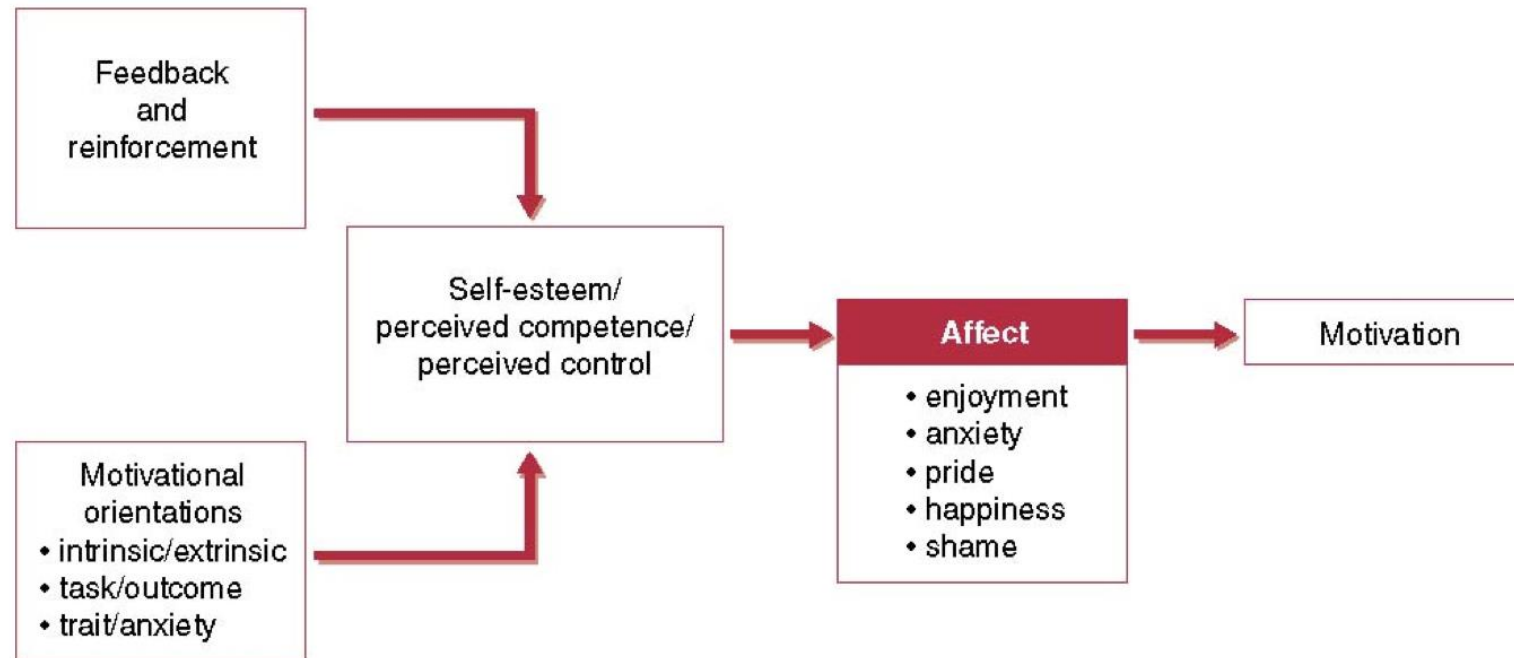 Feedback
and
reinforcement
Self-esteem/
perceived competence/
perceived control
Motivational
orientations
• intrinsic/extrinsic
• task/outcome
• trait/anxiety
Affect
• enjoyment
• anxiety
• pride
• happiness
• shame
Motivation